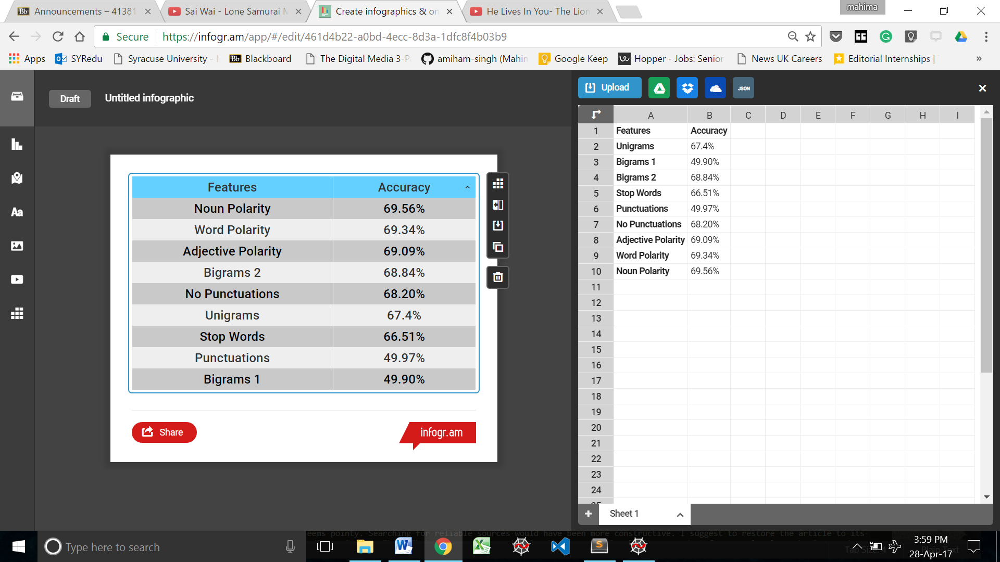 mahima
Announcements – 41381
Sai Wai - Lone Samurai
Create infographics & on
He Lives In You- The Lion
Secure
https://infogr.am/app/#/edit/461d4b22-a0bd-4ecc-8d3a-1dfc8f4b03b9
Apps
SYRedu
Syracuse University -
Bb Blackboard
The Digital Media 3-P
amiham-singh (Mahim
Google Keep
Hopper - Jobs: Senior
News UK Careers
Editorial Internships |
»
Draft
Untitled infographic
Upload
JSON
Features Accuracy
Noun Polarity 69.56%
Word Polarity 69.34%
Adjective Polarity 69.09%
Bigrams 2 68.84%
No Punctuations 68.20%
Unigrams 67.4%
Stop Words 66.51%
Punctuations 49.97%
Bigrams 1 49.90%
Share
infogr.am
Aa
A B C D E F G H I
1 Features Accuracy
2 Unigrams 67.4%
3 Bigrams 1 49.90%
4 Bigrams 2 68.84%
5 Stop Words 66.51%
6 Punctuations 49.97%
7 No Punctuations 68.20%
8 Adjective Polarity 69.09%
9 Word Polarity 69.34%
10 Noun Polarity 69.56%
11
12
13
14
15
16
17
18
19
20
21
22
23
24
Sheet 1
eems pointy. Searching for reliable sources would have been more constructive. I suggest to restore the article to its
Type here to search
3:59 PM
28-Apr-17